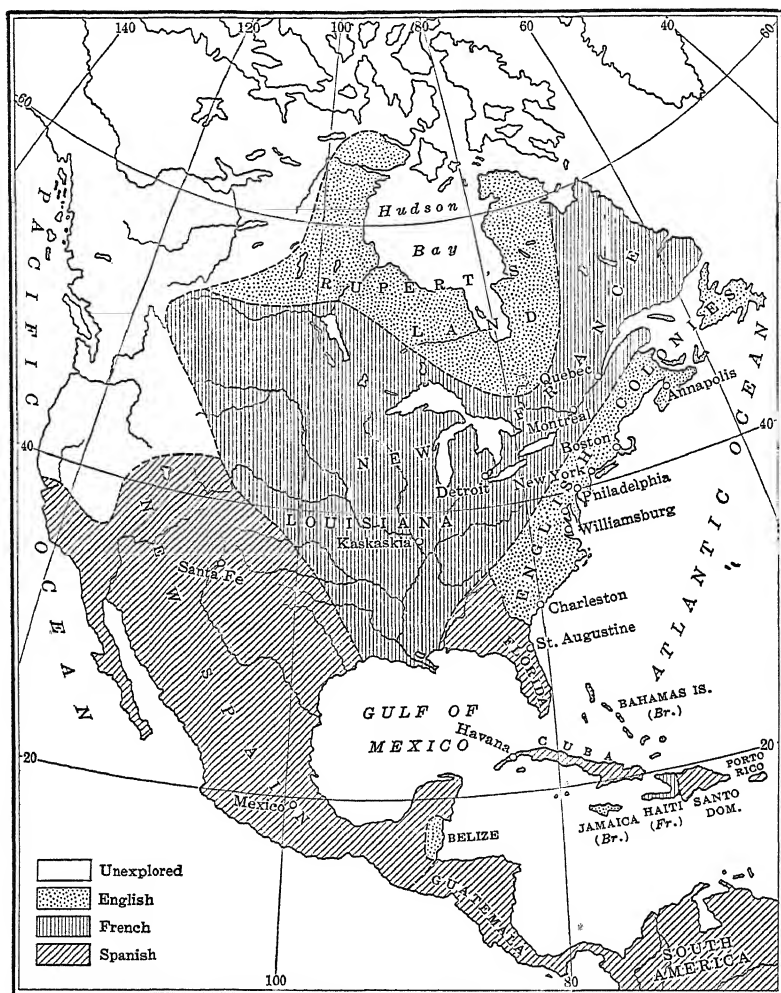 140
120
100
80
60
40
60
60
PACIFIC
OCEAN
Hudson
Bay
RUPERT'S
LAND
NEW FRANCE
Quebec
Montreal
Annapolis
Boston
New York
Philadelphia
Detroit
Williamsburg
ENGLISH COLONIES
ATLANTIC OCEAN
40
40
LOUISIANA
Kaskaskia
Santa Fe
NEW SPAIN
Charleston
St. Augustine
FLORIDA
BAHAMAS IS.
(Br.)
GULF OF
MEXICO
Havana
CUBA
20
20
PORTO
RICO
JAMAICA
(Br.)
HAITI
(Fr.)
SANTO
DOM.
Mexico
BELIZE
GUATEMALA
SOUTH
AMERICA
Unexplored
English
French
Spanish
100
80